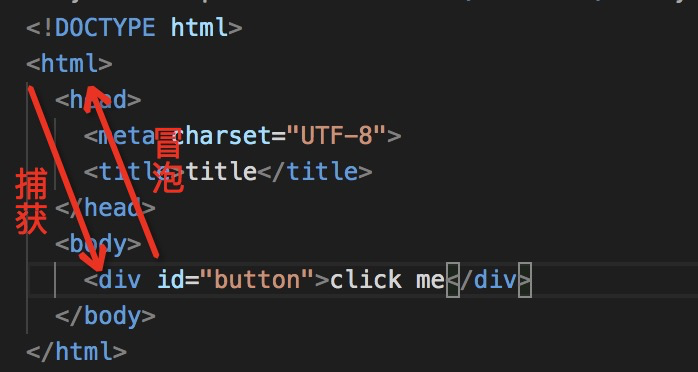 <!DOCTYPE html>
<html>
<head>
<meta charset="UTF-8">
<title>title</title>
</head>
<body>
<div id="button">click me</div>
</body>
</html>
捕获
冒泡